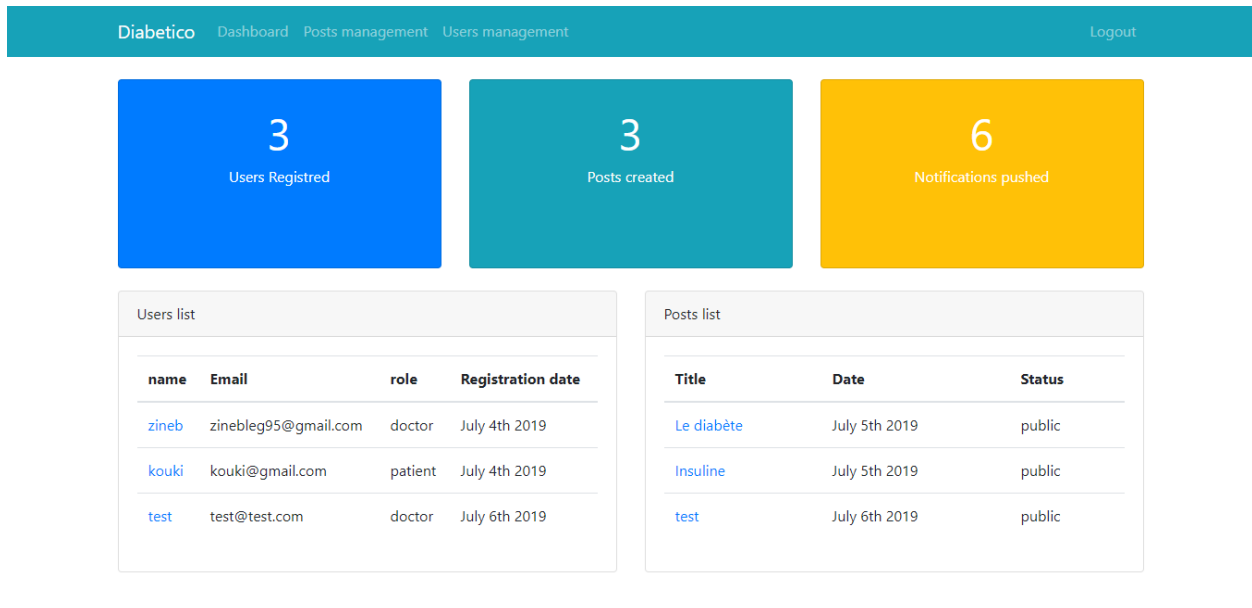 Diabetico Dashboard Posts management Users management Logout
3
Users Registred
3
Posts created
6
Notifications pushed
Users list
name Email role Registration date
zineb zinebleg95@gmail.com doctor July 4th 2019
kouki kouki@gmail.com patient July 4th 2019
test test@test.com doctor July 6th 2019
Posts list
Title Date Status
Le diabète July 5th 2019 public
Insuline July 5th 2019 public
test July 6th 2019 public